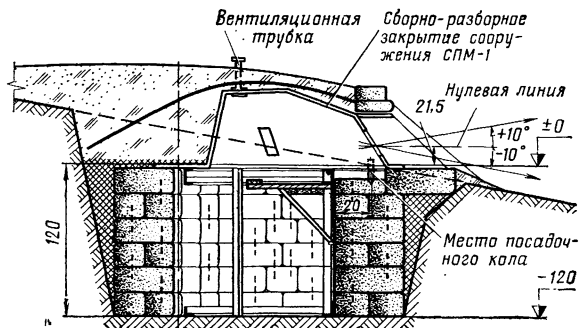 Вентиляционная
трубка
Сборно-разборное
закрытие соору-
жения СПМ-1
Нулевая линия
21,5
+10°
-10°
±0
120
20
Место посадоч-
ного кола
-120